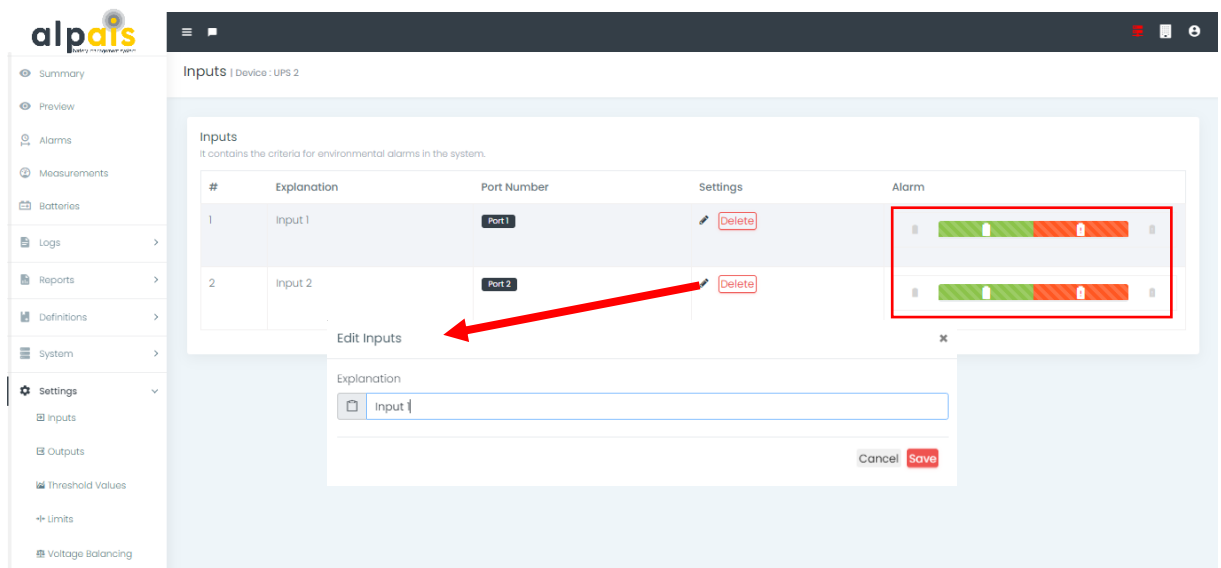 alpais
battery management system
Summary
Inputs | Device : UPS 2
Preview
Alarms
Measurements
Batteries
Logs
Reports
Definitions
System
Settings
Inputs
Outputs
Threshold Values
Limits
Voltage Balancing
Inputs
It contains the criteria for environmental alarms in the system.
# Explanation Port Number Settings Alarm
1 Input 1 Port 1 Delete
2 Input 2 Port 2 Delete
Edit Inputs
Explanation
Input 1
Cancel Save